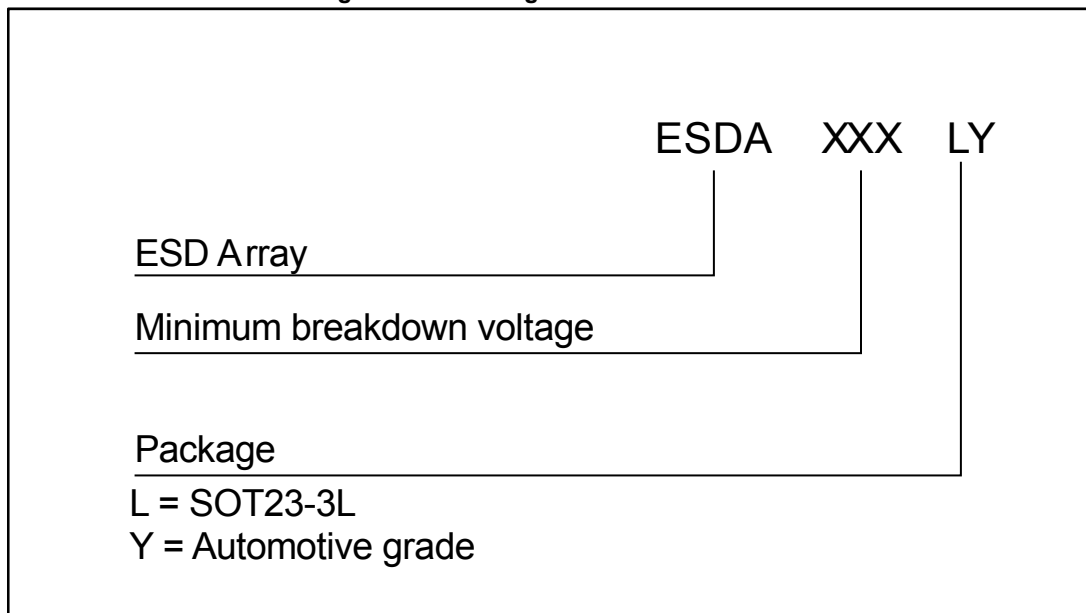 ESDA XXX LY
ESD Array
Minimum breakdown voltage
Package
L = SOT23-3L
Y = Automotive grade